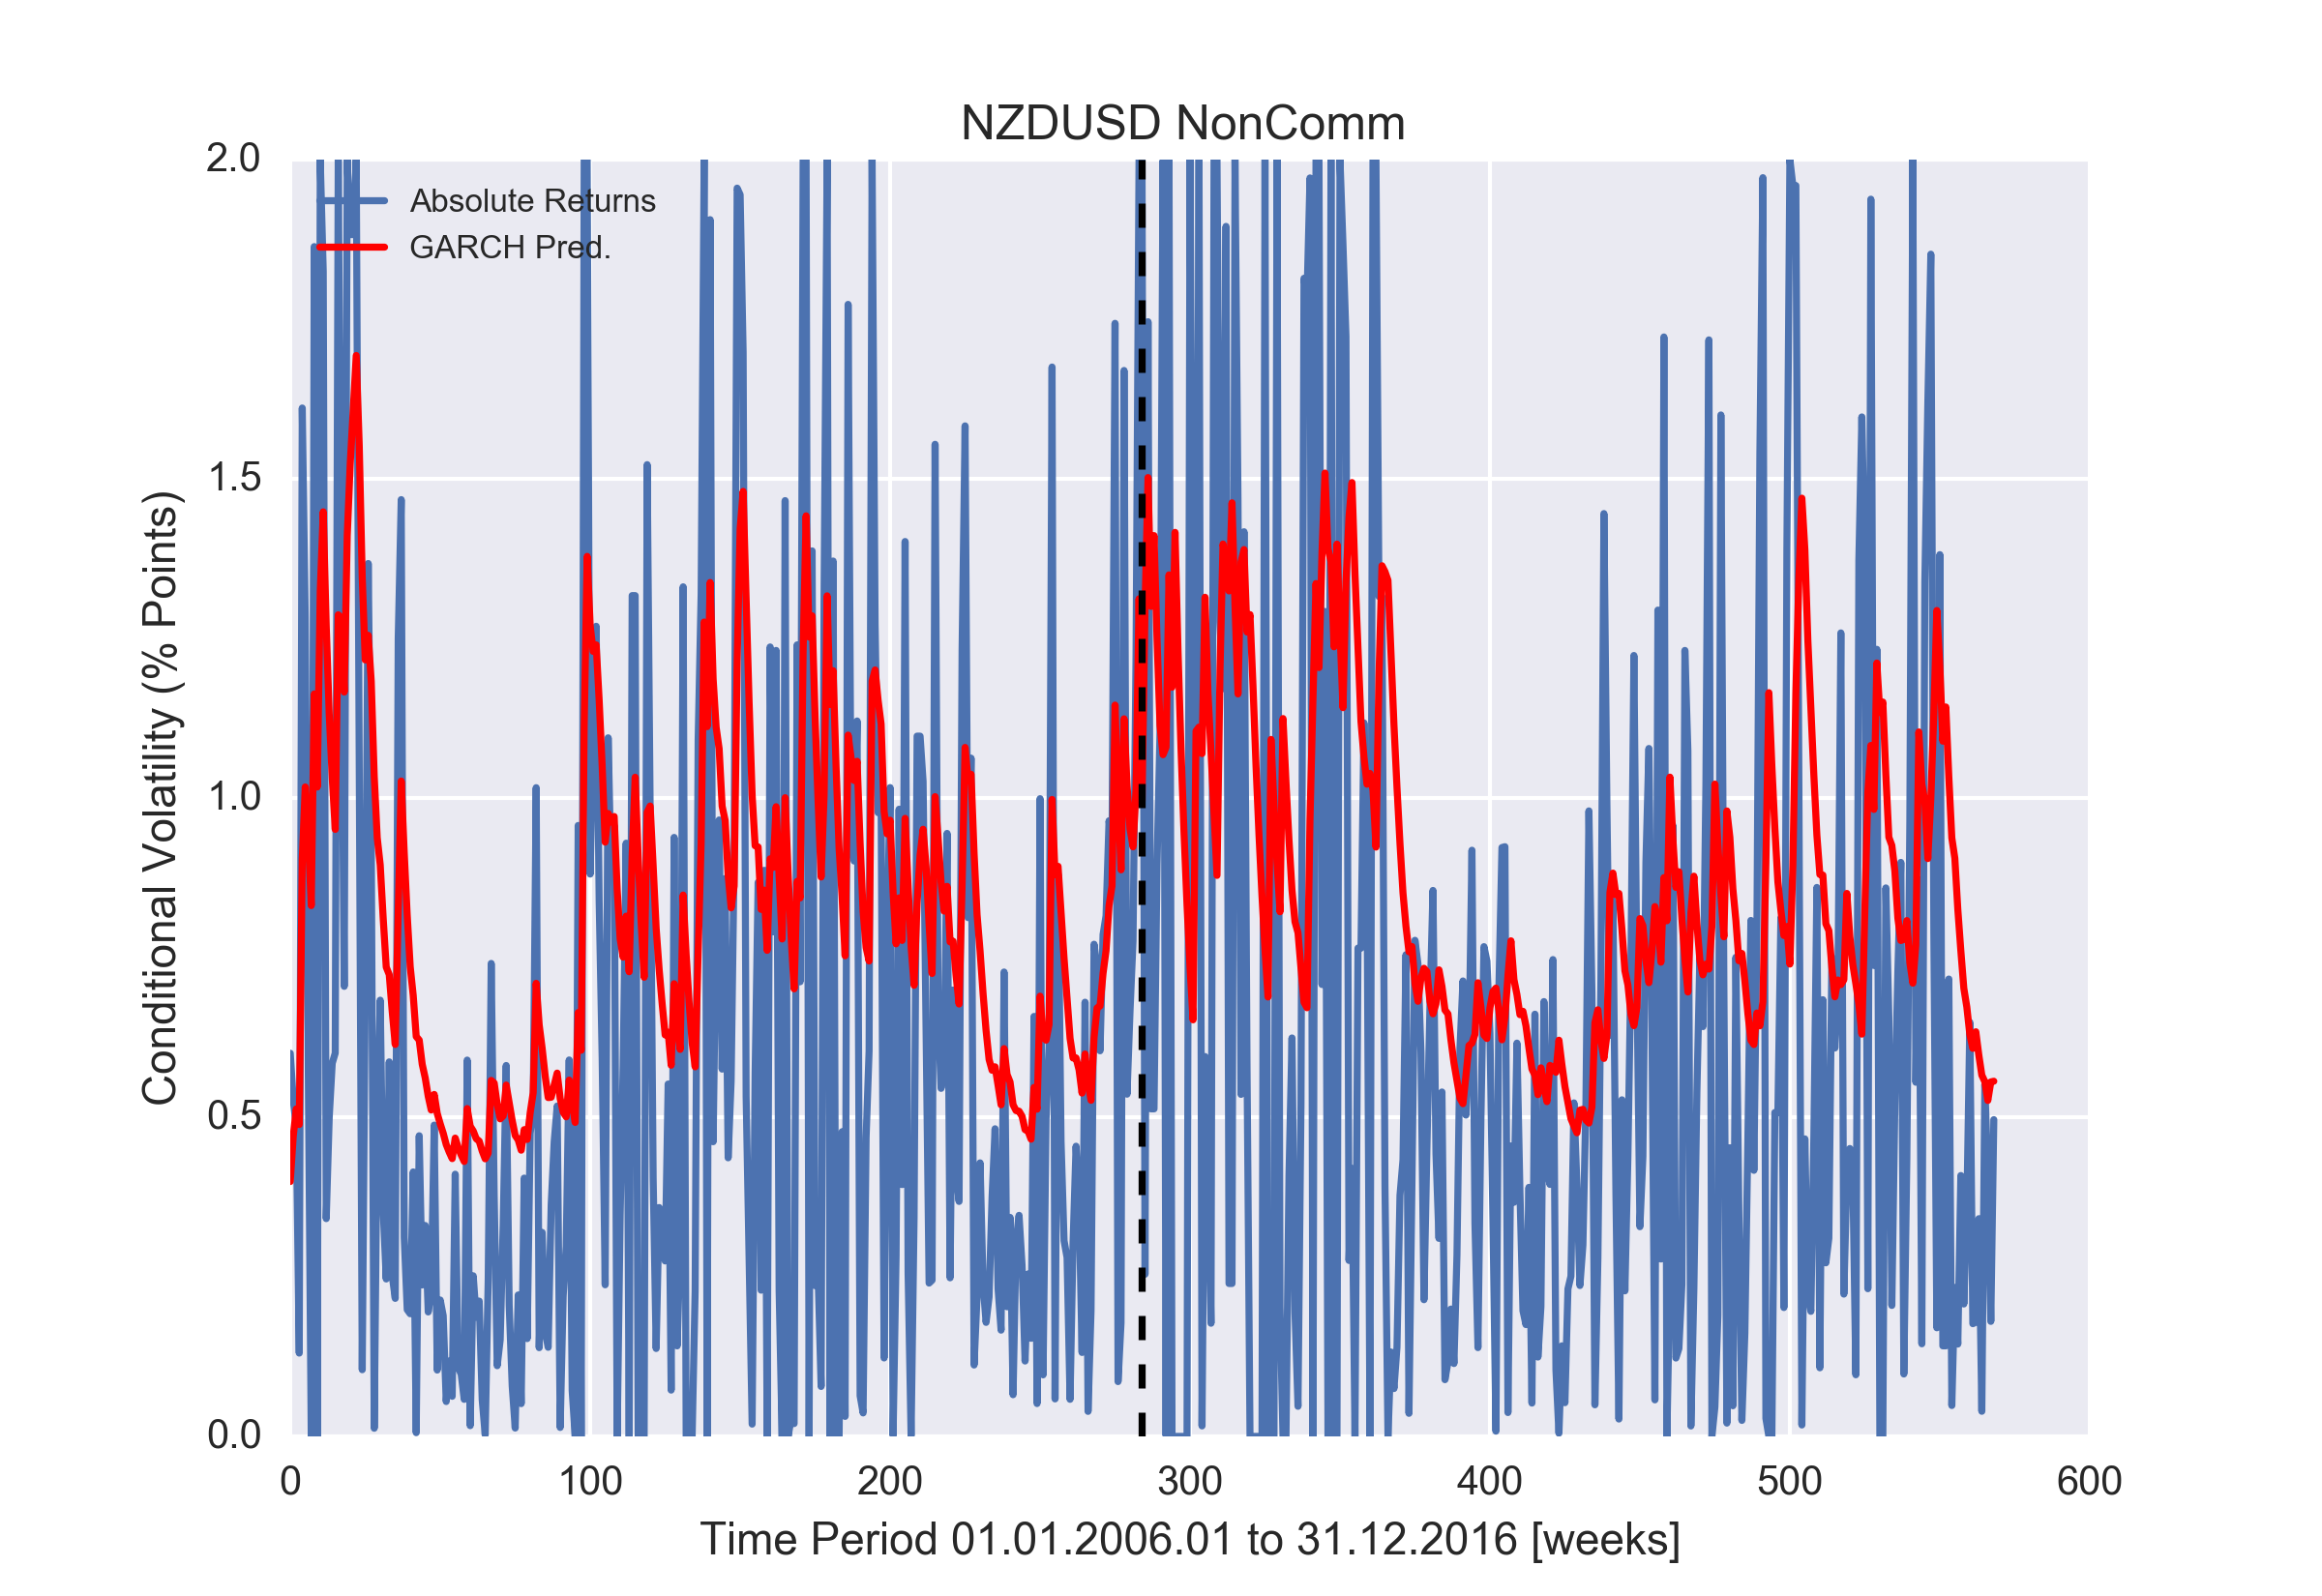 NZDUSD NonComm
2.0
1.5
1.0
0.5
0.0
Conditional Volatility (% Points)
Absolute Returns
GARCH Pred.
0 100 200 300 400 500 600
Time Period 01.01.2006.01 to 31.12.2016 [weeks]